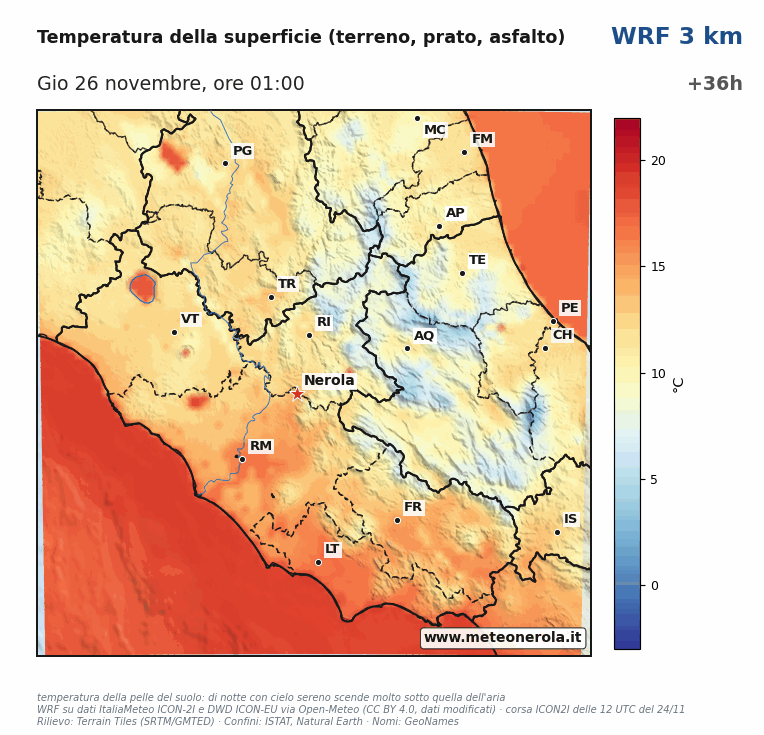 Temperatura della superficie (terreno, prato, asfalto)
WRF 3 km
Gio 26 novembre, ore 01:00
+36h
MC
FM
PG
AP
TE
TR
PE
VT
RI
CH
AQ
Nerola
RM
FR
IS
LT
www.meteonerola.it
20
15
10
5
0
°C
temperatura della pelle del suolo: di notte con cielo sereno scende molto sotto quella dell'aria
WRF su dati ItaliaMeteo ICON-2I e DWD ICON-EU via Open-Meteo (CC BY 4.0, dati modificati) · corsa ICON2I delle 12 UTC del 24/11
Rilievo: Terrain Tiles (SRTM/GMTED) · Confini: ISTAT, Natural Earth · Nomi: GeoNames